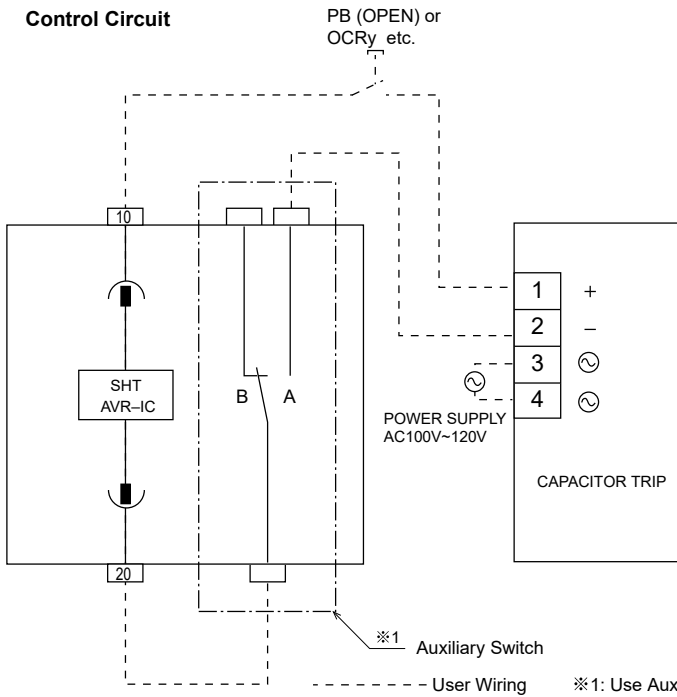 Control Circuit
PB (OPEN) or
OCRy etc.
10
1 +
2 −
3
4
SHT
AVR–IC
B A
POWER SUPPLY
AC100V~120V
CAPACITOR TRIP
20
※1 Auxiliary Switch
User Wiring ※1: Use Aux